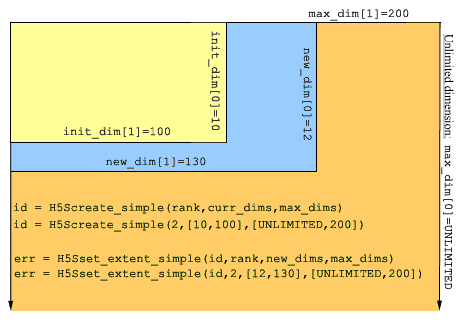 max_dim[1]=200
init_dim[0]=10
new_dim[0]=12
Unlimited dimension: max_dim[0]=UNLIMITED
init_dim[1]=100
new_dim[1]=130
id = H5Screate_simple(rank,curr_dims,max_dims)
id = H5Screate_simple(2,[10,100],[UNLIMITED,200])
err = H5Sset_extent_simple(id,rank,new_dims,max_dims)
err = H5Sset_extent_simple(id,2,[12,130],[UNLIMITED,200])